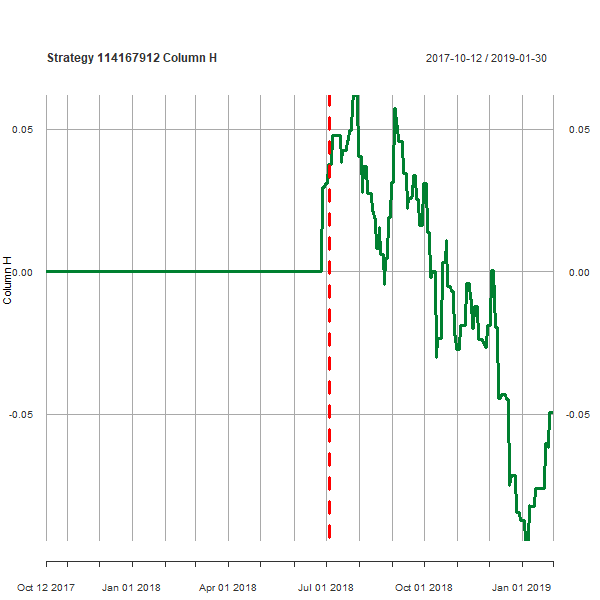 Strategy 114167912 Column H
2017-10-12 / 2019-01-30
0.05
0.05
Column H
0.00
0.00
-0.05
-0.05
Oct 12 2017
Jan 01 2018
Apr 01 2018
Jul 01 2018
Oct 01 2018
Jan 01 2019